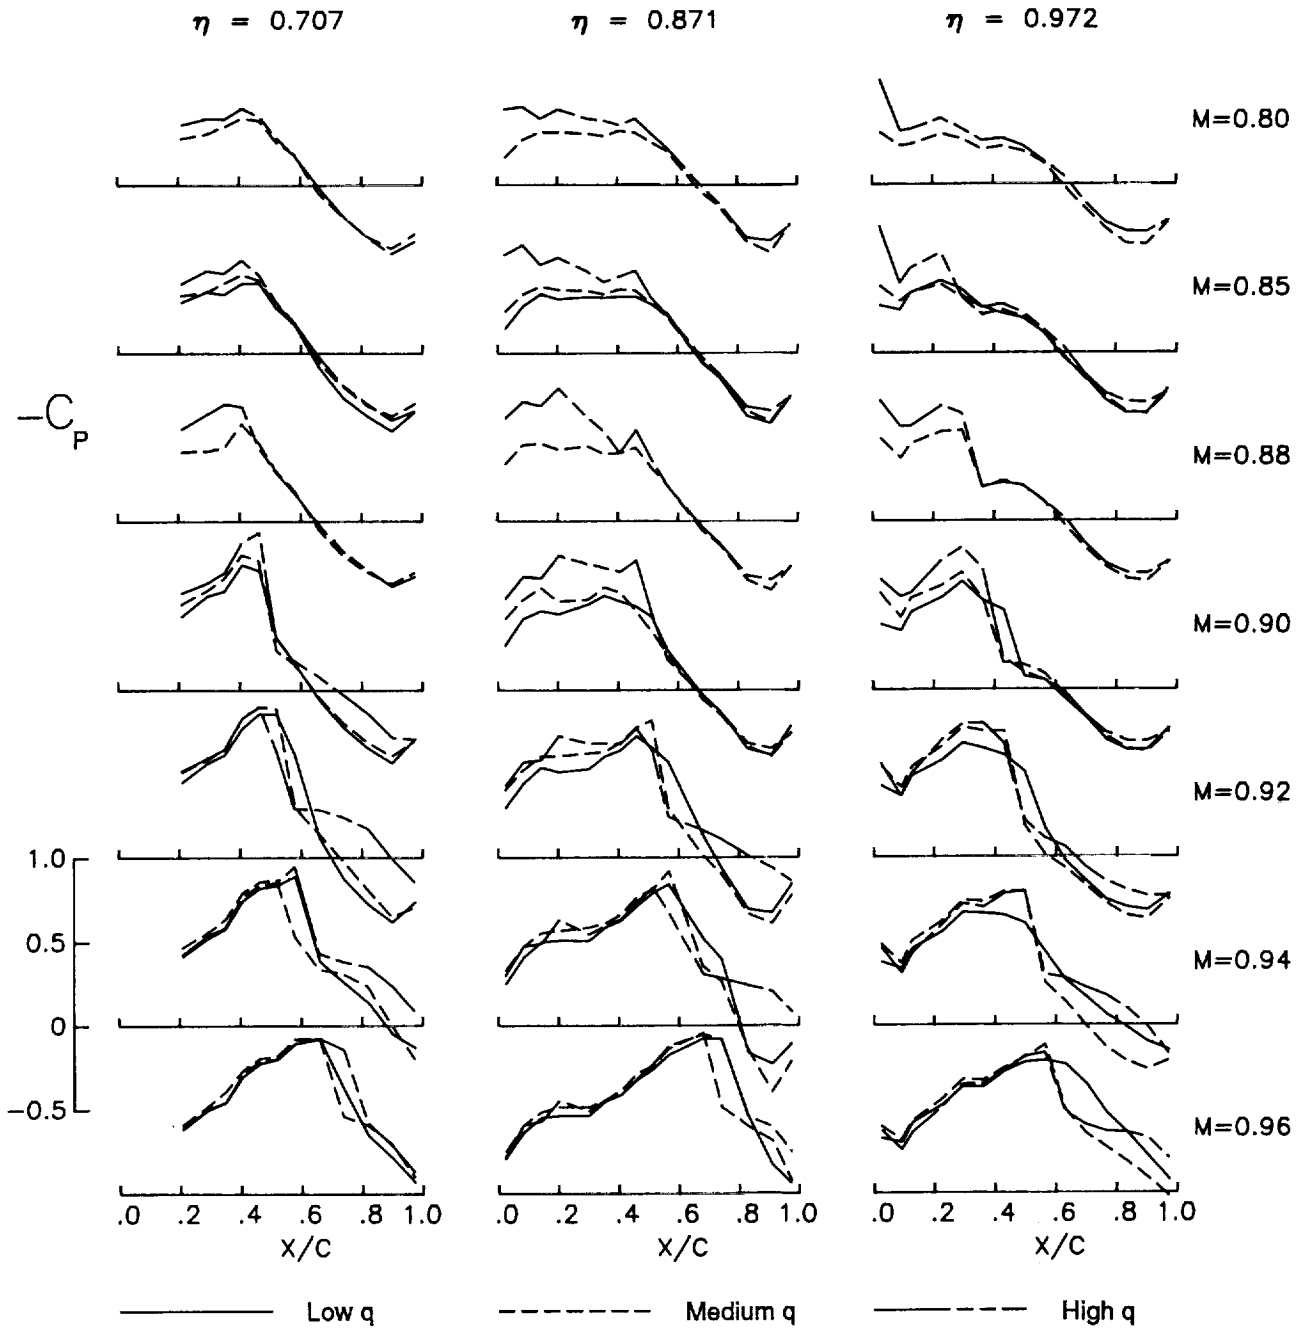 η = 0.707 η = 0.871 η = 0.972
M=0.80
M=0.85
−C_P
M=0.88
M=0.90
M=0.92
1.0
0.5
M=0.94
0
−0.5
M=0.96
.0 .2 .4 .6 .8 1.0 .0 .2 .4 .6 .8 1.0 .0 .2 .4 .6 .8 1.0
X/C X/C X/C
Low q Medium q High q